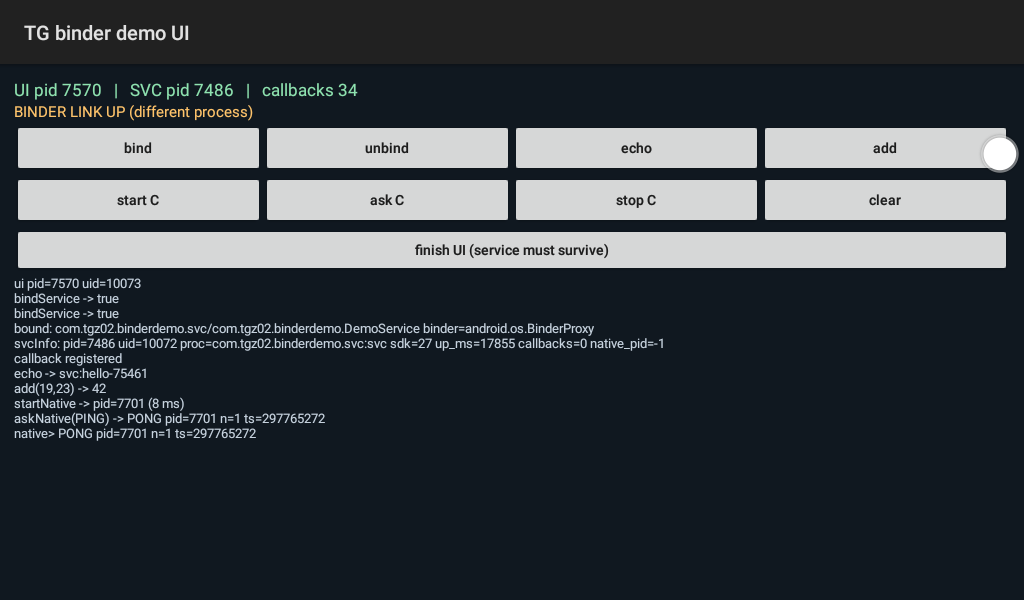 TG binder demo UI
UI pid 7570 | SVC pid 7486 | callbacks 34
BINDER LINK UP (different process)
bind unbind echo add
start C ask C stop C clear
finish UI (service must survive)
ui pid=7570 uid=10073
bindService -> true
bindService -> true
bound: com.tgz02.binderdemo.svc/com.tgz02.binderdemo.DemoService binder=android.os.BinderProxy
svcInfo: pid=7486 uid=10072 proc=com.tgz02.binderdemo.svc:svc sdk=27 up_ms=17855 callbacks=0 native_pid=-1
callback registered
echo -> svc:hello-75461
add(19,23) -> 42
startNative -> pid=7701 (8 ms)
askNative(PING) -> PONG pid=7701 n=1 ts=297765272
native> PONG pid=7701 n=1 ts=297765272